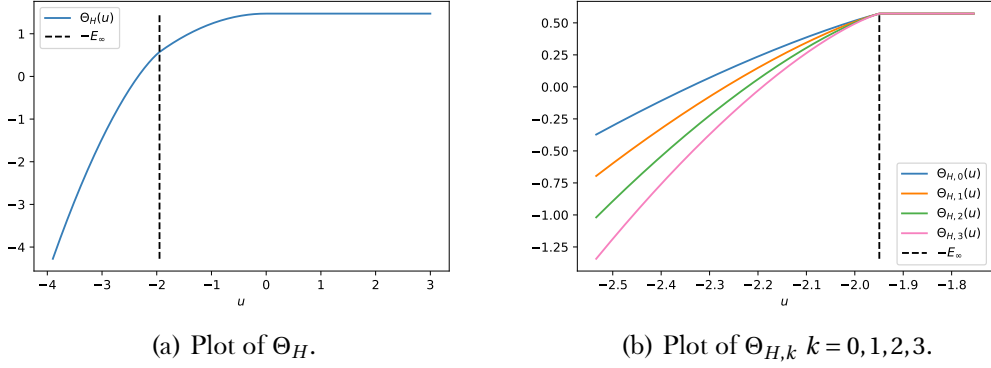 Θ_H(u)
−E_∞
1
0
−1
−2
−3
−4
−4 −3 −2 −1 0 1 2 3
u
(a) Plot of Θ_H.
0.50
0.25
0.00
−0.25
−0.50
−0.75
−1.00
−1.25
Θ_{H,0}(u)
Θ_{H,1}(u)
Θ_{H,2}(u)
Θ_{H,3}(u)
−E_∞
−2.5 −2.4 −2.3 −2.2 −2.1 −2.0 −1.9 −1.8
u
(b) Plot of Θ_{H,k} k = 0,1,2,3.